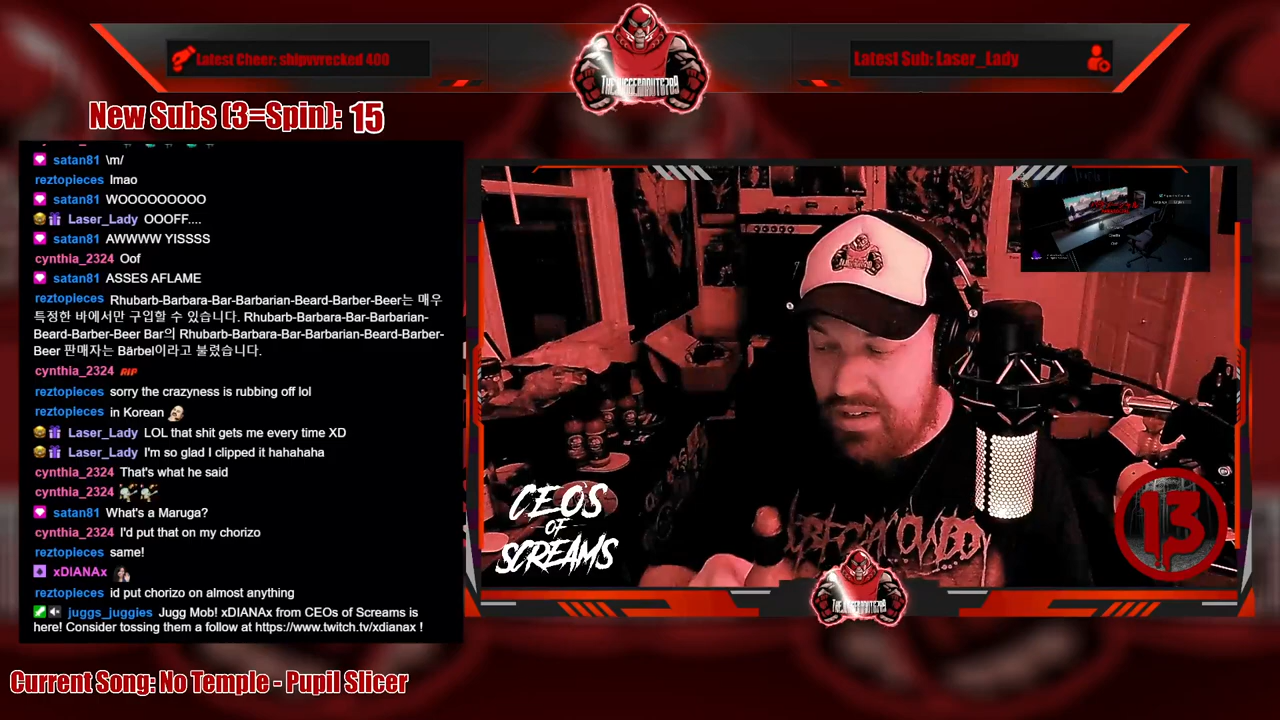 Latest Cheer: shipvvrecked 400
THEJUGGERNAUT6789
Latest Sub: Laser_Lady
New Subs (3=Spin): 15
satan81 \m/
reztopieces lmao
satan81 WOOOOOOOOO
Laser_Lady OOOFF....
satan81 AWWWW YISSSS
cynthia_2324 Oof
satan81 ASSES AFLAME
reztopieces Rhubarb-Barbara-Bar-Barbarian-Beard-Barber-Beer는 매우
특정한 바에서만 구입할 수 있습니다. Rhubarb-Barbara-Bar-Barbarian-
Beard-Barber-Beer Bar의 Rhubarb-Barbara-Bar-Barbarian-Beard-Barber-
Beer 판매자는 Bärbel이라고 불렸습니다.
cynthia_2324 RIP
reztopieces sorry the crazyness is rubbing off lol
reztopieces in Korean
Laser_Lady LOL that shit gets me every time XD
Laser_Lady I'm so glad I clipped it hahahaha
cynthia_2324 That's what he said
cynthia_2324
satan81 What's a Maruga?
cynthia_2324 I'd put that on my chorizo
reztopieces same!
xDIANAx
reztopieces id put chorizo on almost anything
juggs_juggies Jugg Mob! xDIANAx from CEOs of Screams is
here! Consider tossing them a follow at https://www.twitch.tv/xdianax !
CEOS
OF
SCREAMS
13
THEJUGGERNAUT6789
Current Song: No Temple - Pupil Slicer